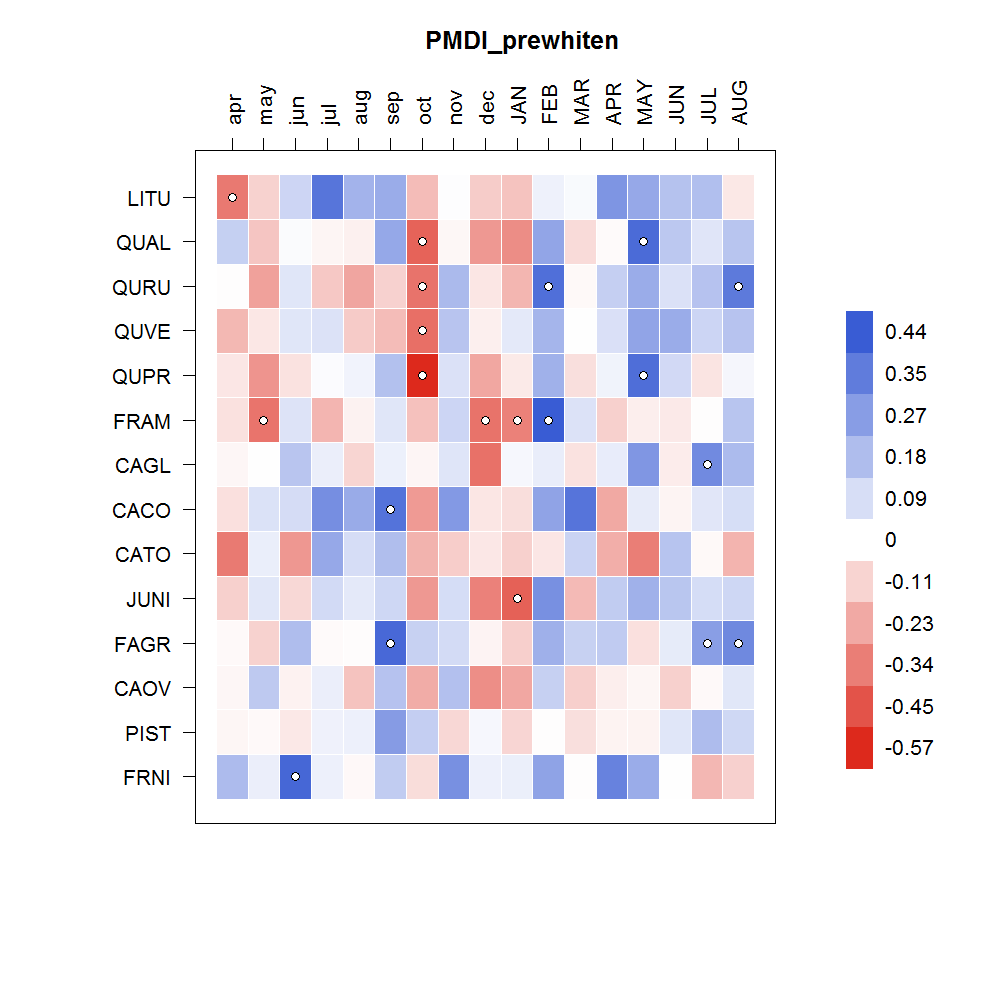 PMDI_prewhiten
apr may jun jul aug sep oct nov dec JAN FEB MAR APR MAY JUN JUL AUG
LITU
QUAL
QURU
QUVE
QUPR
FRAM
CAGL
CACO
CATO
JUNI
FAGR
CAOV
PIST
FRNI
0.44
0.35
0.27
0.18
0.09
0
-0.11
-0.23
-0.34
-0.45
-0.57